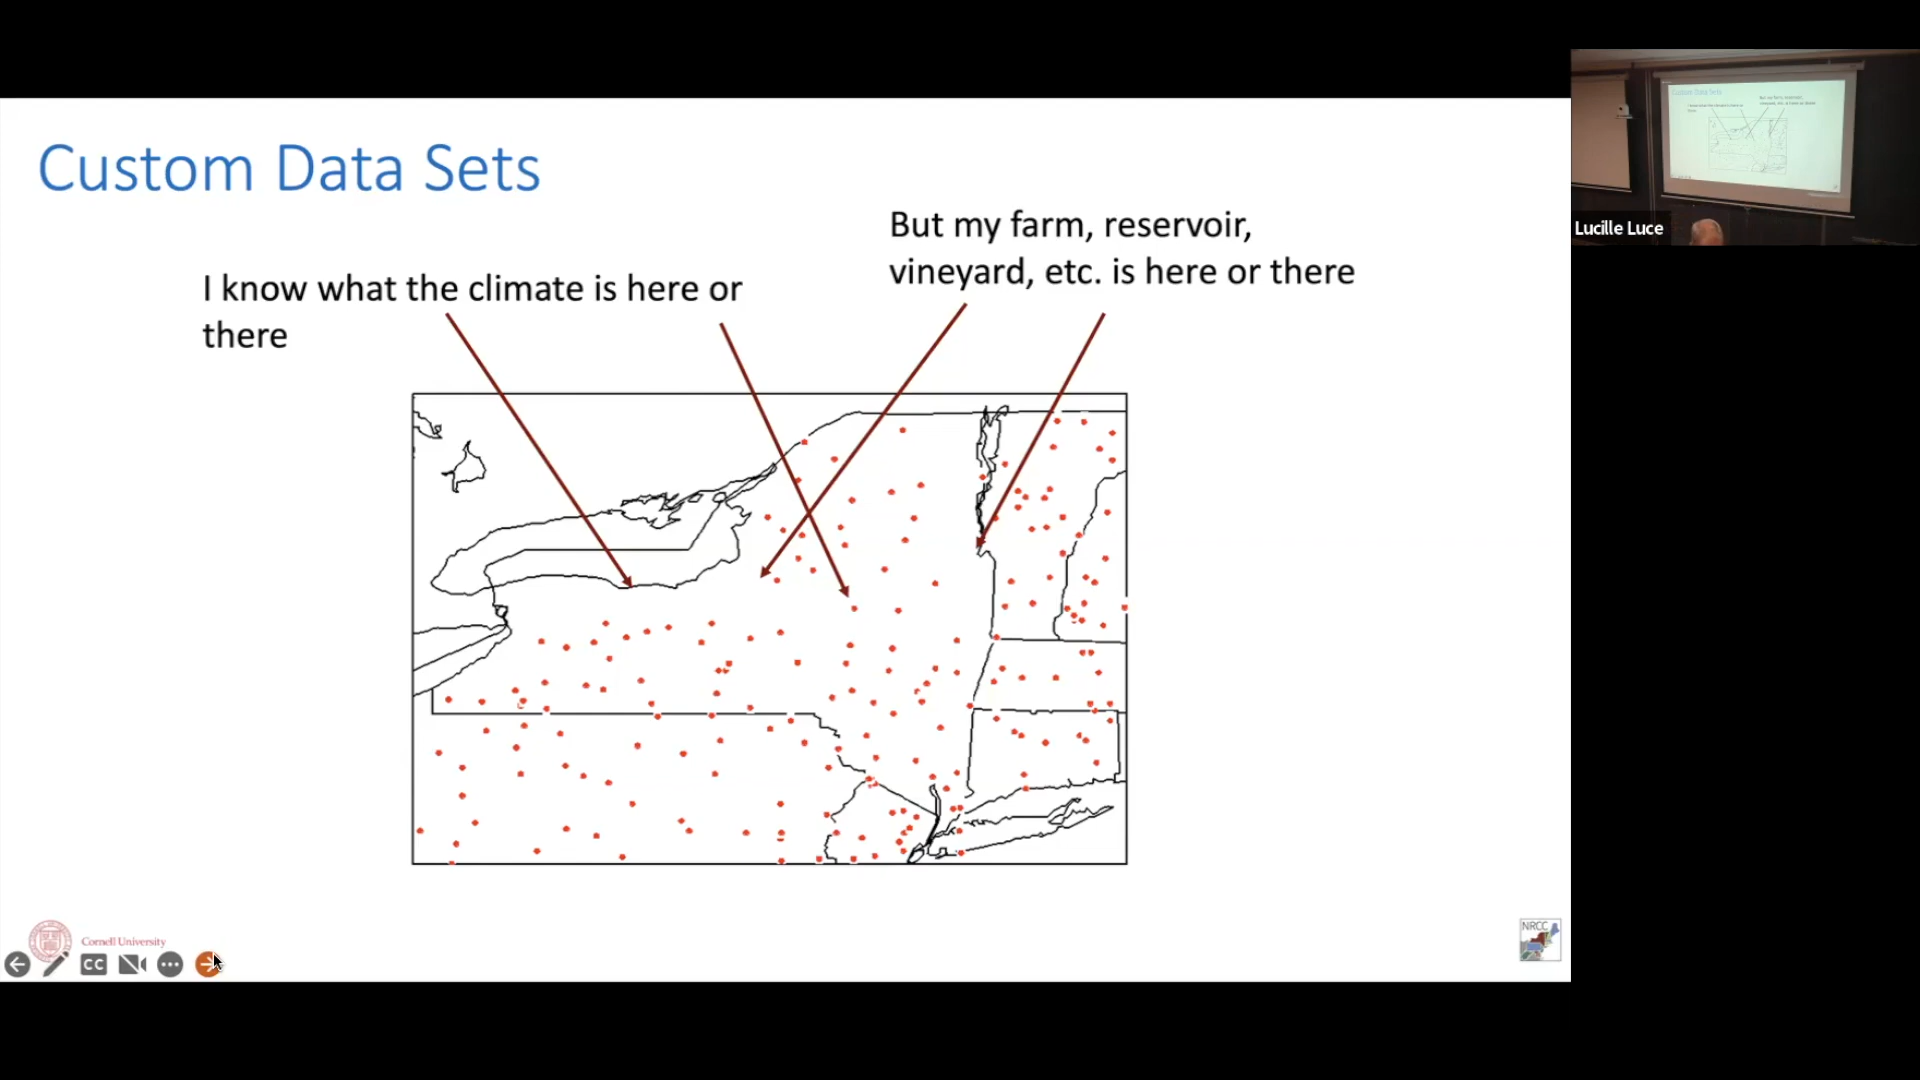 Custom Data Sets
But my farm, reservoir,
vineyard, etc. is here or there
I know what the climate is here or
there
Lucille Luce
Cornell University
CC
NRCC